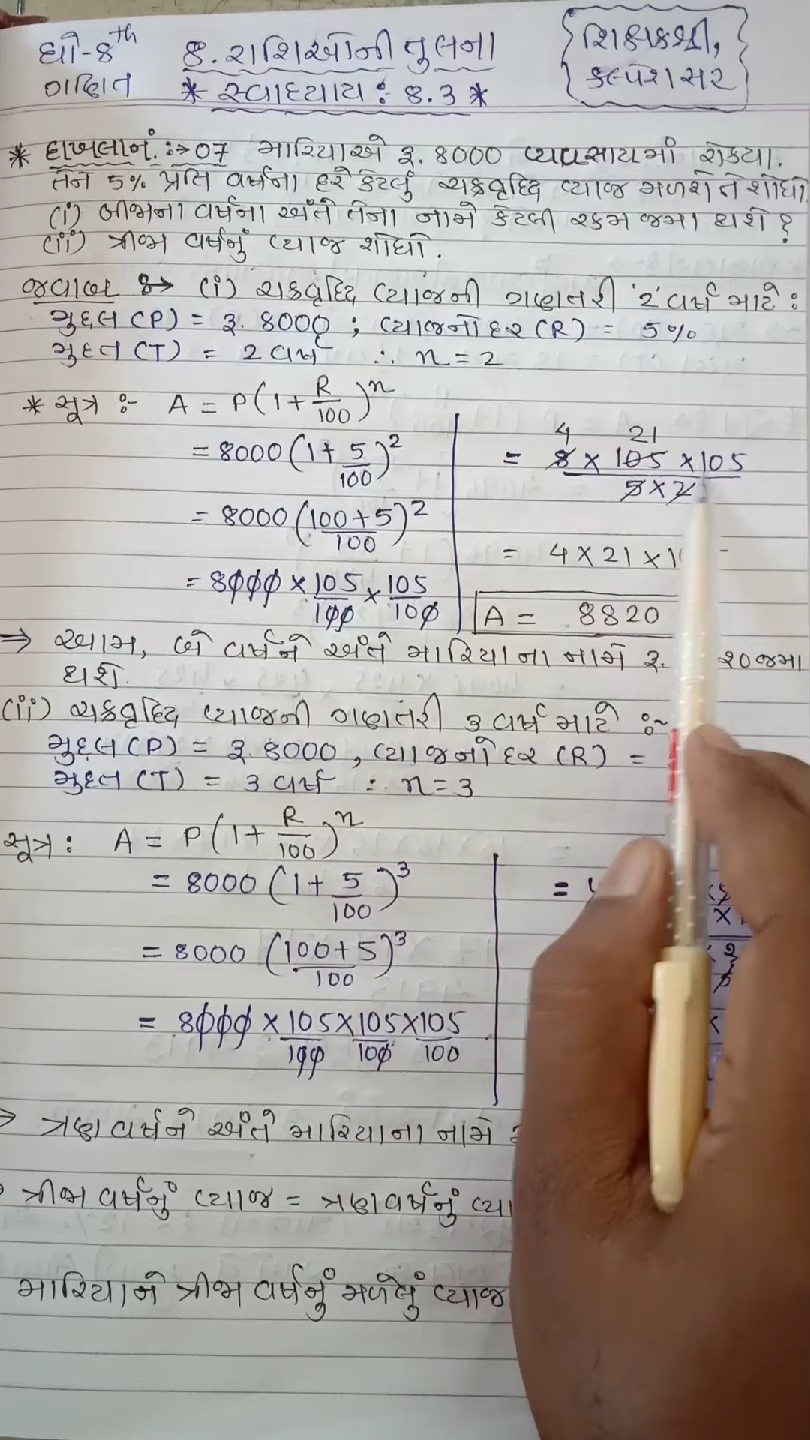 ધો-8th 8. રાશિઓની તુલના
ગણિત * સ્વાધ્યાય : 8.3 *
શિક્ષકશ્રી,
કલ્પેશ સર
* દાખલાનં. :→ 07 મારિયાએ રૂ. 8000 વ્યવસાયમાં રોક્યા.
તેને 5% પ્રતિ વર્ષના દરે કેટલું ચક્રવૃદ્ધિ વ્યાજ મળશે તે શોધો
(i) બીજા વર્ષના અંતે તેના નામે કેટલી રકમ જમા થશે ?
(ii) ત્રીજા વર્ષનું વ્યાજ શોધો.
જવાબ :→ (i) ચક્રવૃદ્ધિ વ્યાજની ગણતરી '2' વર્ષ માટે :
મુદ્દલ (P) = રૂ. 8000 ; વ્યાજનો દર (R) = 5%
મુદ્દત (T) = 2 વર્ષ ∴ n = 2
* સૂત્ર :- A = P(1 + R/100)^n
= 8000 (1 + 5/100)^2
= 8000 (100+5/100)^2
= 8000 × 105/100 × 105/100
4 21
= 8 × 105 × 105 / 5 × 2
= 4 × 21 × 1
A = 8820
⇒ આમ, બે વર્ષને અંતે મારિયાના નામે રૂ. 20 જમા
થશે.
(ii) ચક્રવૃદ્ધિ વ્યાજની ગણતરી 3 વર્ષ માટે :-
મુદ્દલ (P) = રૂ. 8000, વ્યાજનો દર (R) =
મુદ્દત (T) = 3 વર્ષ ∴ n = 3
સૂત્ર : A = P(1 + R/100)^n
= 8000 (1 + 5/100)^3
= 8000 (100+5/100)^3
= 8000 × 105/100 × 105/100 × 105/100
=
ત્રણ વર્ષને અંતે મારિયાના નામે
ત્રીજા વર્ષનું વ્યાજ = ત્રણ વર્ષનું
મારિયાને ત્રીજા વર્ષનું મળેલું વ્યાજ